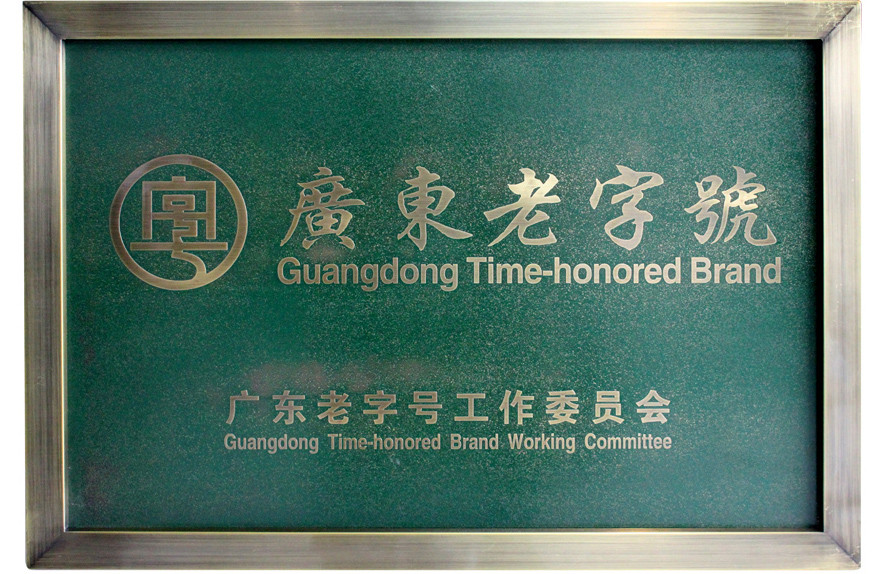 廣東老字號
Guangdong Time-honored Brand
广东老字号工作委员会
Guangdong Time-honored Brand Working Committee